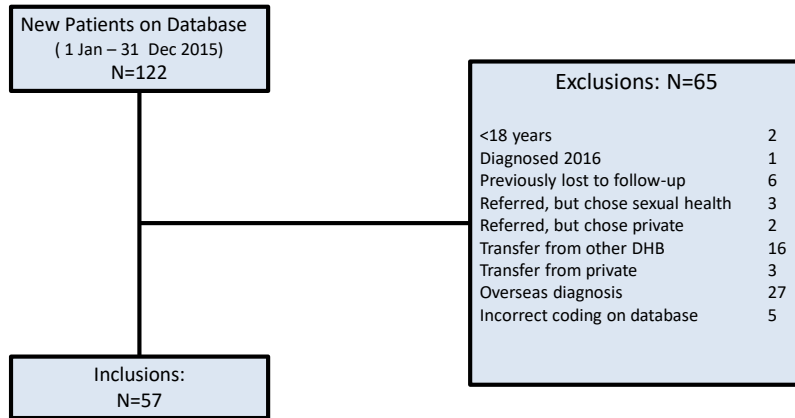 New Patients on Database
( 1 Jan – 31 Dec 2015)
N=122
Exclusions: N=65
<18 years 2
Diagnosed 2016 1
Previously lost to follow-up 6
Referred, but chose sexual health 3
Referred, but chose private 2
Transfer from other DHB 16
Transfer from private 3
Overseas diagnosis 27
Incorrect coding on database 5
Inclusions:
N=57